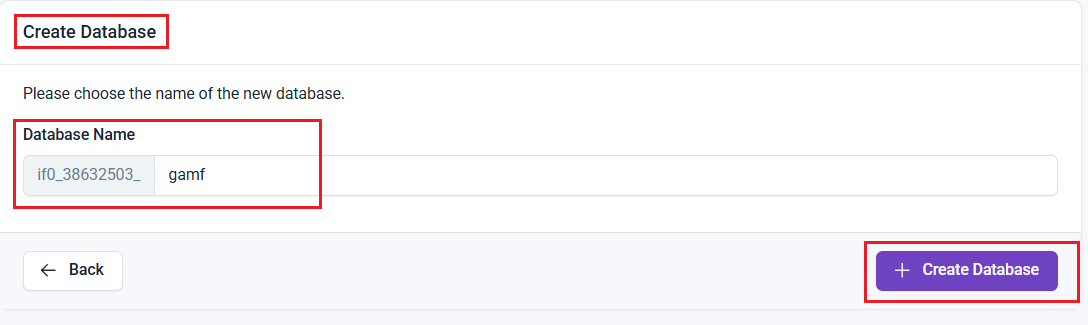 Create Database
Please choose the name of the new database.
Database Name
if0_38632503_ gamf
← Back
+ Create Database